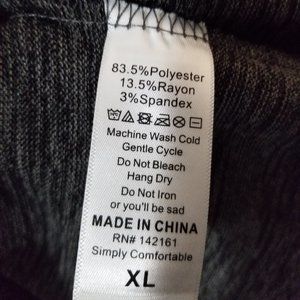 83.5%Polyester
13.5%Rayon
3%Spandex
Machine Wash Cold
Gentle Cycle
Do Not Bleach
Hang Dry
Do Not Iron
or you'll be sad
MADE IN CHINA
RN# 142161
Simply Comfortable
XL